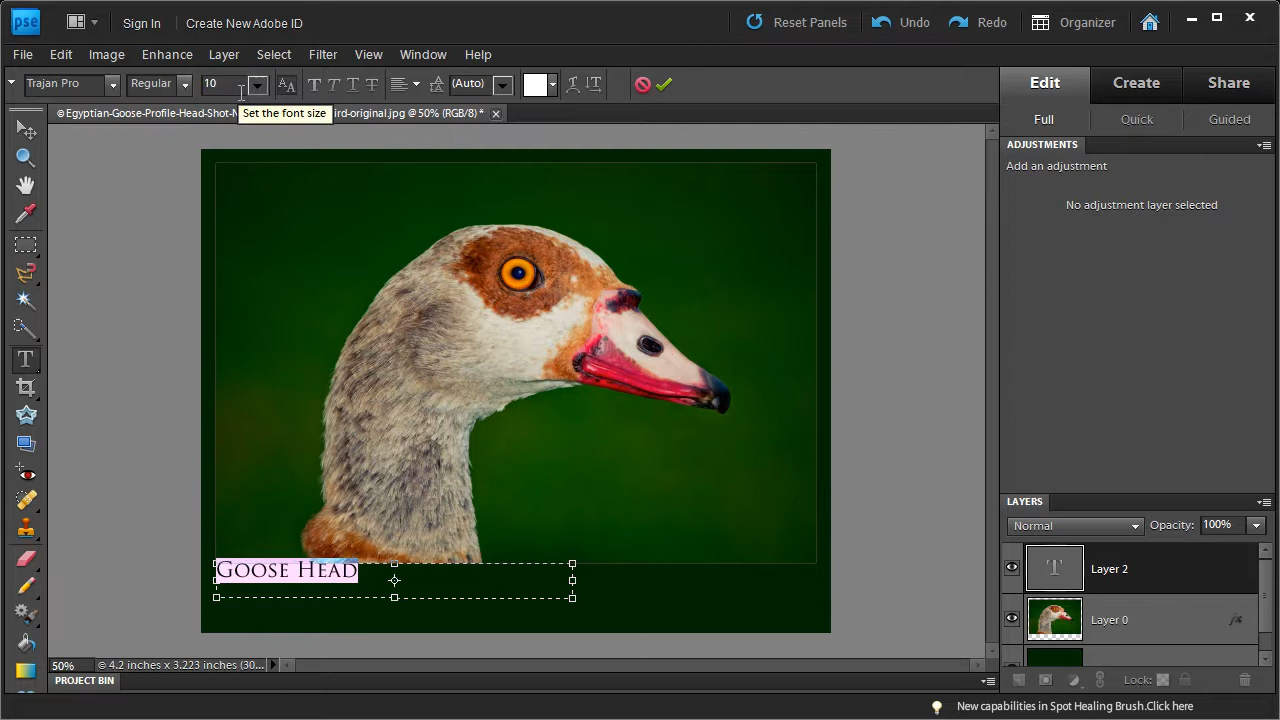 pse
Sign In
Create New Adobe ID
Reset Panels
Undo
Redo
Organizer
File Edit Image Enhance Layer Select Filter View Window Help
Trajan Pro
Regular
10
(Auto)
Edit
Create
Share
Set the font size
©Egyptian-Goose-Profile-Head-Shot-N
ird-original.jpg @ 50% (RGB/8) *
Full
Quick
Guided
ADJUSTMENTS
Add an adjustment
No adjustment layer selected
GOOSE HEAD
LAYERS
Normal
Opacity: 100%
Layer 2
Layer 0
fx
Lock:
50%
© 4.2 inches x 3.223 inches (30...
PROJECT BIN
New capabilities in Spot Healing Brush.Click here